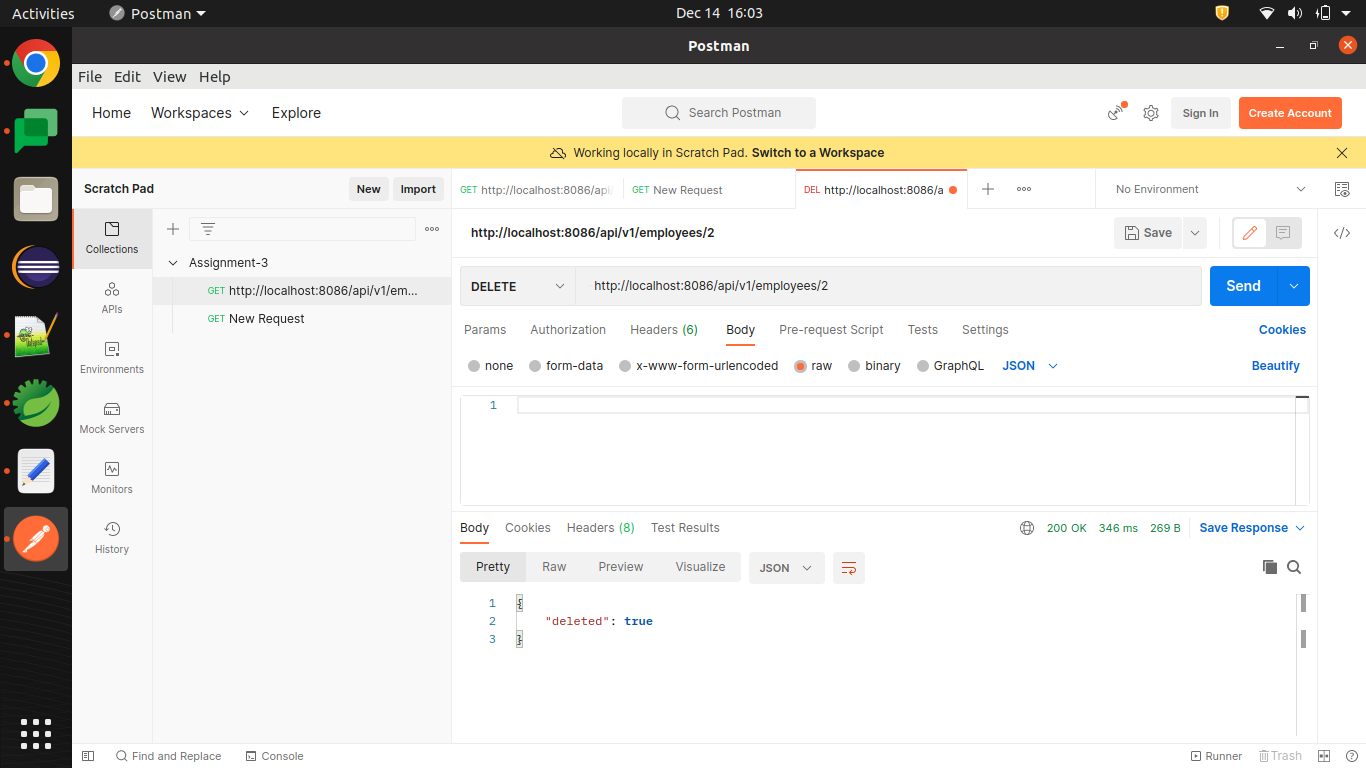 Activities Postman Dec 14 16:03
Postman
File Edit View Help
Home Workspaces Explore Search Postman Sign In Create Account
Working locally in Scratch Pad. Switch to a Workspace
Scratch Pad New Import GET http://localhost:8086/api/ GET New Request DEL http://localhost:8086/a No Environment
Collections
APIs
Environments
Mock Servers
Monitors
History
Assignment-3
GET http://localhost:8086/api/v1/em...
GET New Request
http://localhost:8086/api/v1/employees/2 Save
DELETE http://localhost:8086/api/v1/employees/2 Send
Params Authorization Headers (6) Body Pre-request Script Tests Settings Cookies
none form-data x-www-form-urlencoded raw binary GraphQL JSON Beautify
1
Body Cookies Headers (8) Test Results 200 OK 346 ms 269 B Save Response
Pretty Raw Preview Visualize JSON
1 {
2 "deleted": true
3 }
Find and Replace Console Runner Trash